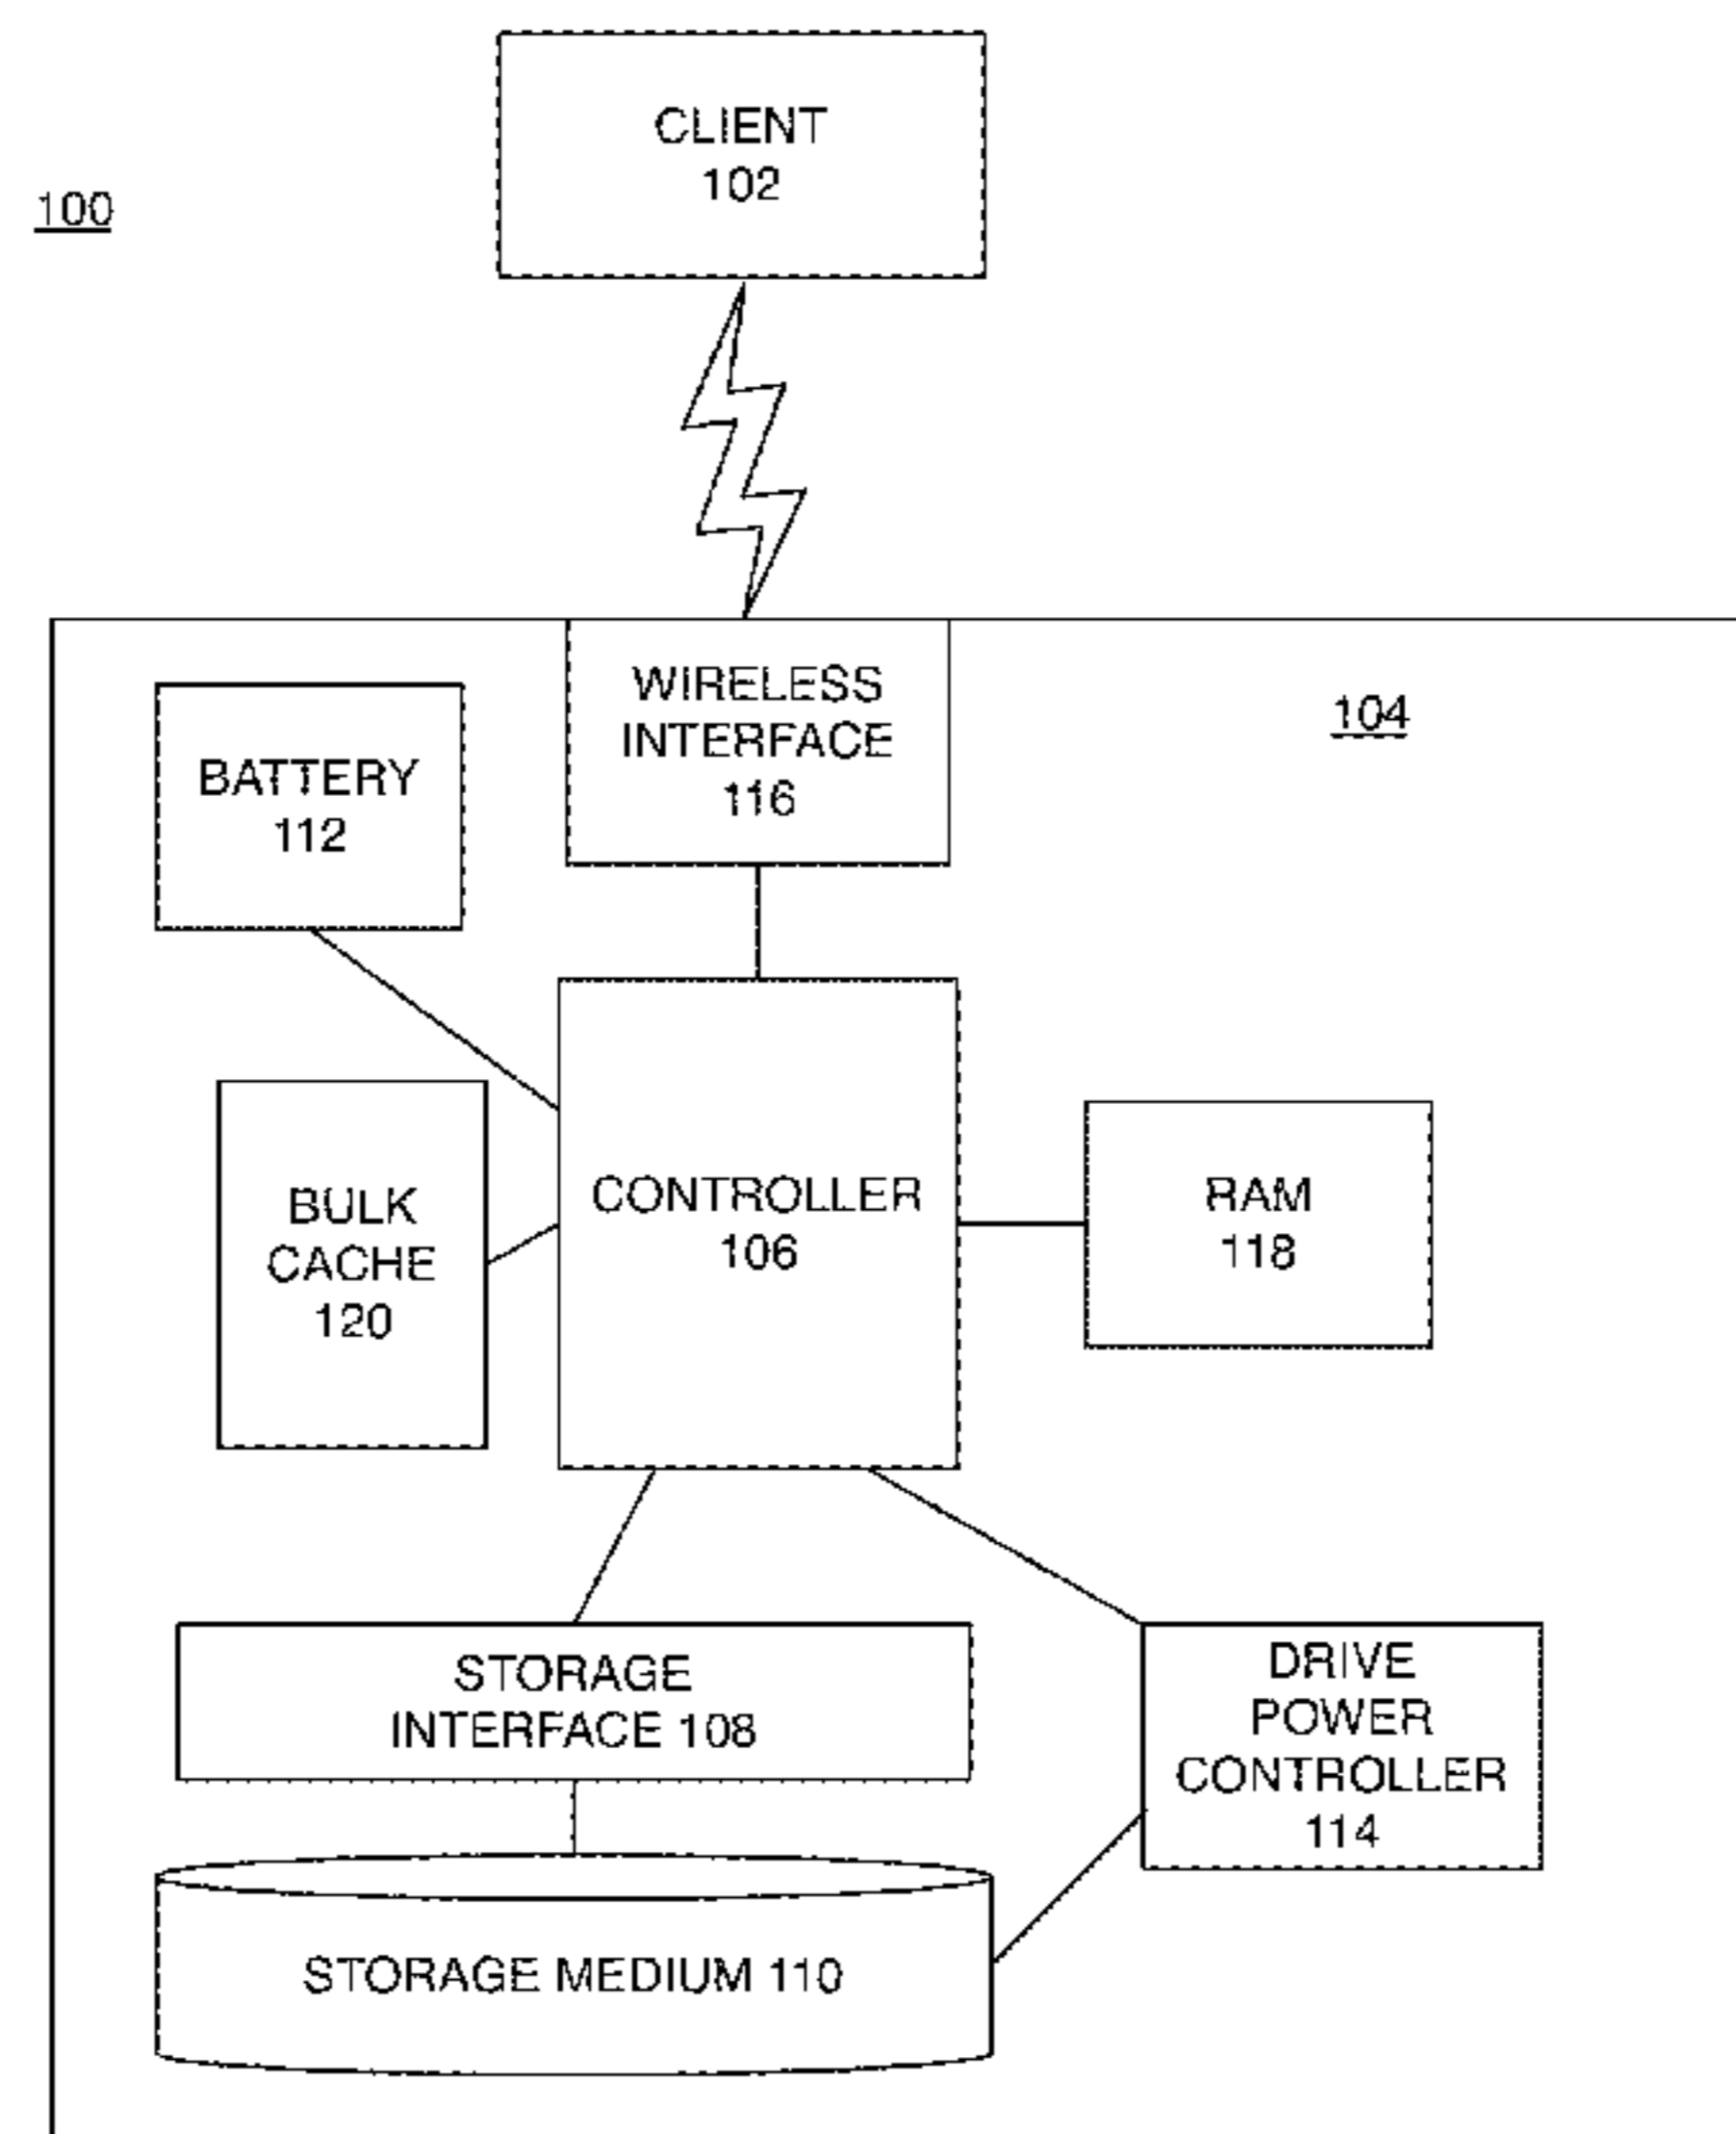 CLIENT
102
100
WIRELESS
INTERFACE
116
104
BATTERY
112
BULK
CACHE
120
CONTROLLER
106
RAM
118
STORAGE
INTERFACE 108
DRIVE
POWER
CONTROLLER
114
STORAGE MEDIUM 110